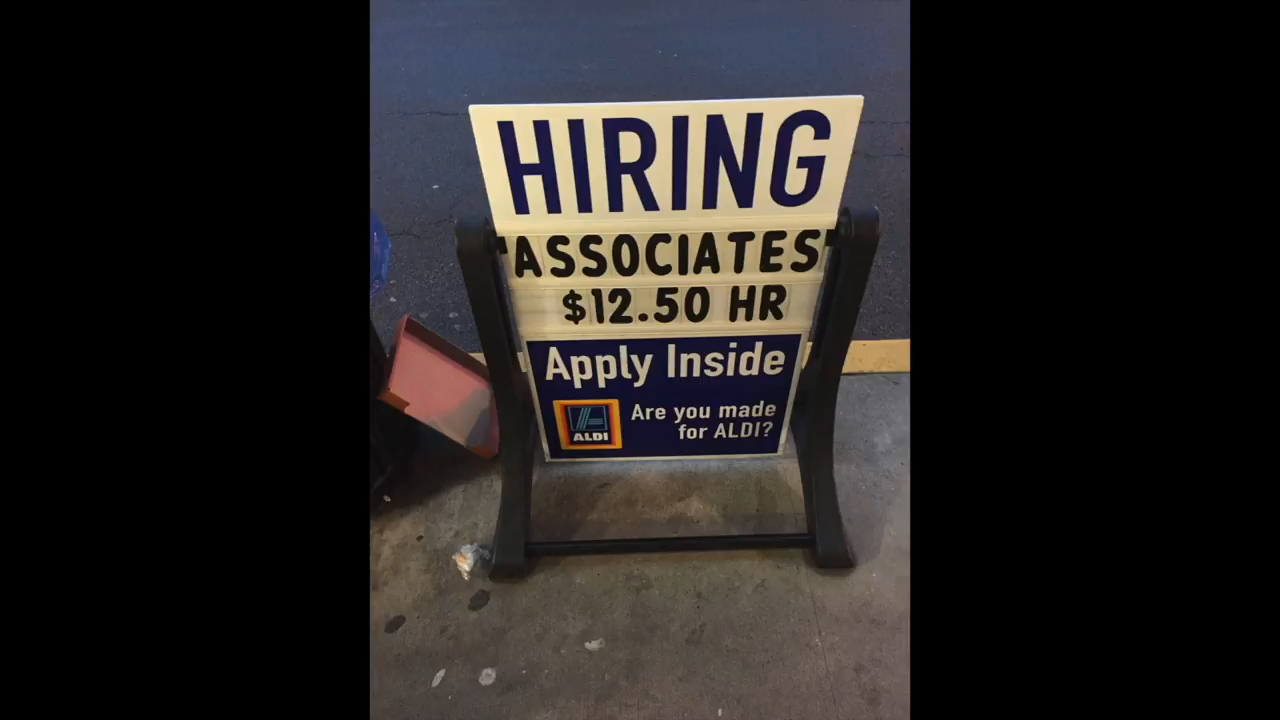 HIRING
ASSOCIATES
$12.50 HR
Apply Inside
Are you made
for ALDI?
ALDI